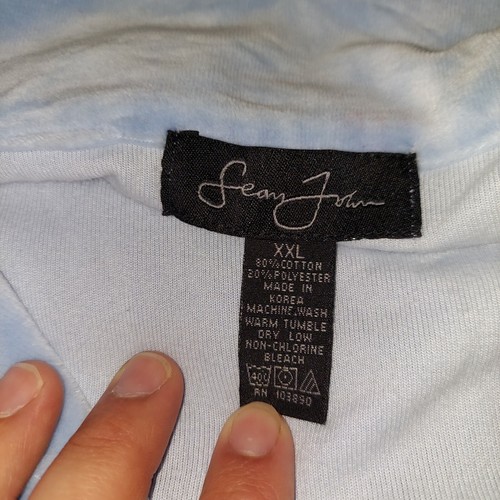 Sean John
XXL
80%COTTON
20%POLYESTER
MADE IN
KOREA
MACHINE.WASH
WARM TUMBLE
DRY LOW
NON-CHLORINE
BLEACH
40C
RN 103890